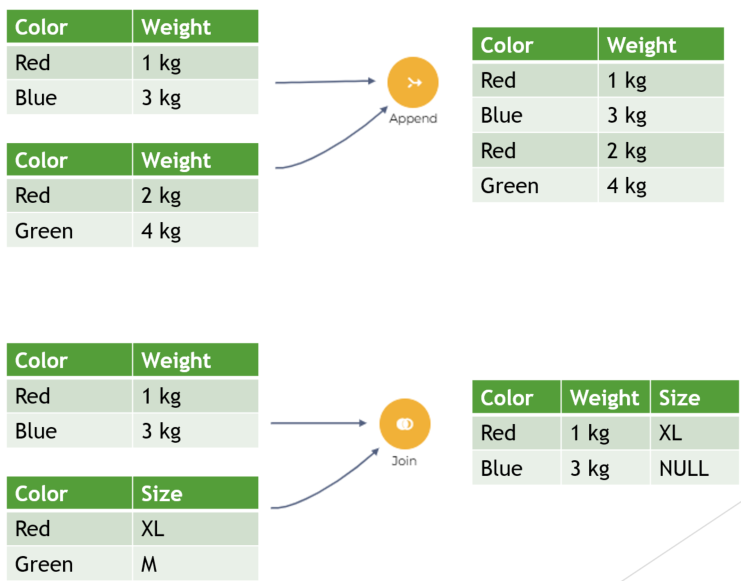 Color Weight
Red 1 kg
Blue 3 kg
Color Weight
Red 2 kg
Green 4 kg
Append
Color Weight
Red 1 kg
Blue 3 kg
Red 2 kg
Green 4 kg
Color Weight
Red 1 kg
Blue 3 kg
Color Size
Red XL
Green M
Join
Color Weight Size
Red 1 kg XL
Blue 3 kg NULL